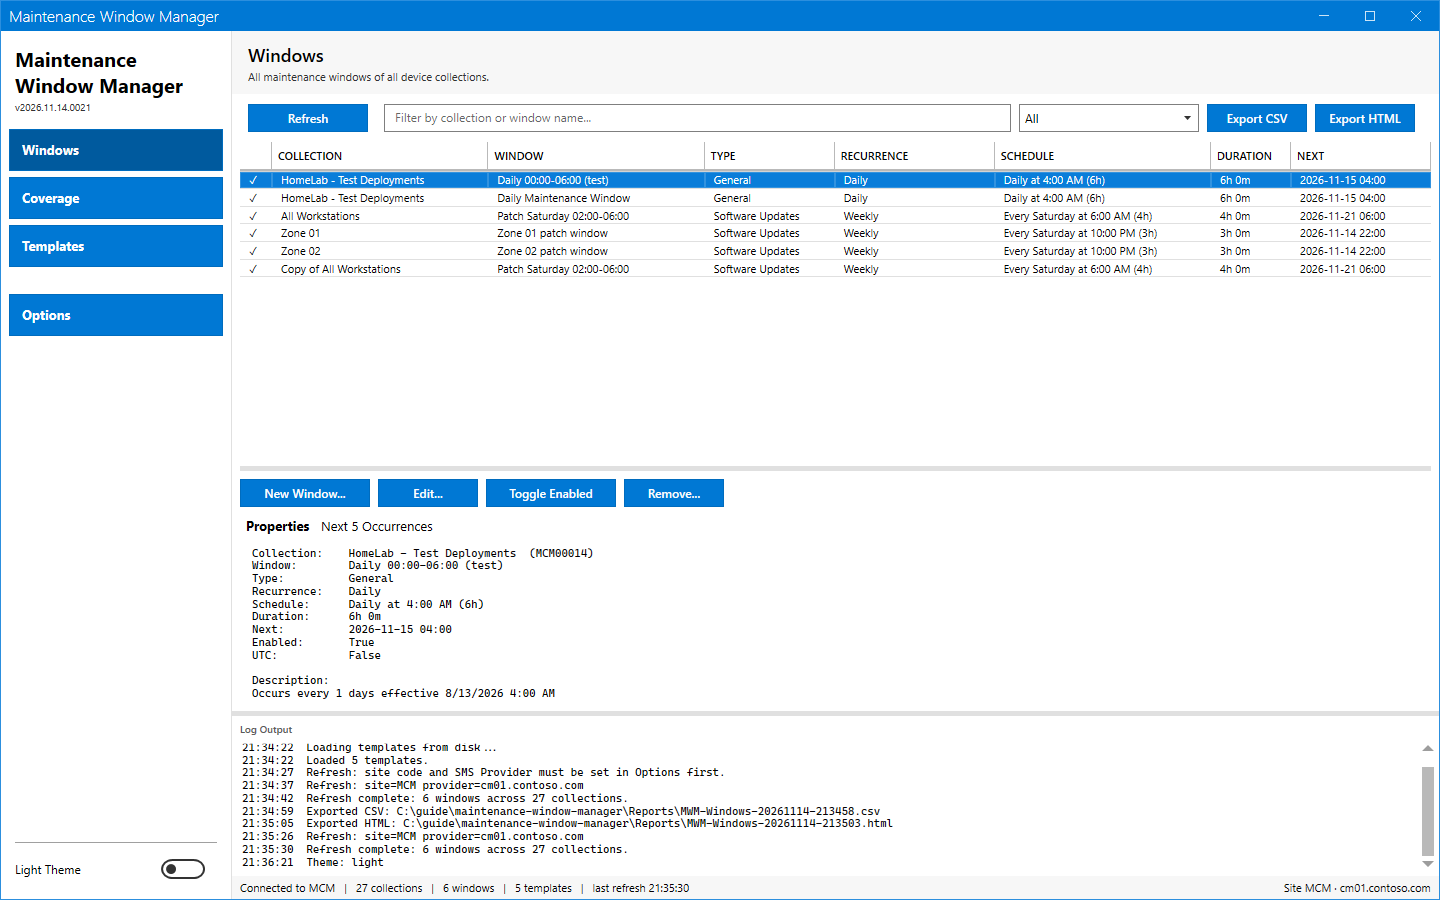 Maintenance Window Manager
Maintenance
Window Manager
v2026.11.14.0021
Windows
Coverage
Templates
Options
Light Theme
Windows
All maintenance windows of all device collections.
Refresh
Filter by collection or window name...
All
Export CSV
Export HTML
COLLECTION WINDOW TYPE RECURRENCE SCHEDULE DURATION NEXT
✓ HomeLab - Test Deployments Daily 00:00-06:00 (test) General Daily Daily at 4:00 AM (6h) 6h 0m 2026-11-15 04:00
✓ HomeLab - Test Deployments Daily Maintenance Window General Daily Daily at 4:00 AM (6h) 6h 0m 2026-11-15 04:00
✓ All Workstations Patch Saturday 02:00-06:00 Software Updates Weekly Every Saturday at 6:00 AM (4h) 4h 0m 2026-11-21 06:00
✓ Zone 01 Zone 01 patch window Software Updates Weekly Every Saturday at 10:00 PM (3h) 3h 0m 2026-11-14 22:00
✓ Zone 02 Zone 02 patch window Software Updates Weekly Every Saturday at 10:00 PM (3h) 3h 0m 2026-11-14 22:00
✓ Copy of All Workstations Patch Saturday 02:00-06:00 Software Updates Weekly Every Saturday at 6:00 AM (4h) 4h 0m 2026-11-21 06:00
New Window...
Edit...
Toggle Enabled
Remove...
Properties Next 5 Occurrences
Collection: HomeLab - Test Deployments (MCM00014)
Window: Daily 00:00-06:00 (test)
Type: General
Recurrence: Daily
Schedule: Daily at 4:00 AM (6h)
Duration: 6h 0m
Next: 2026-11-15 04:00
Enabled: True
UTC: False
Description:
Occurs every 1 days effective 8/13/2026 4:00 AM
Log Output
21:34:22 Loading templates from disk...
21:34:22 Loaded 5 templates.
21:34:27 Refresh: site code and SMS Provider must be set in Options first.
21:34:37 Refresh: site=MCM provider=cm01.contoso.com
21:34:42 Refresh complete: 6 windows across 27 collections.
21:34:59 Exported CSV: C:\guide\maintenance-window-manager\Reports\MWM-Windows-20261114-213458.csv
21:35:05 Exported HTML: C:\guide\maintenance-window-manager\Reports\MWM-Windows-20261114-213503.html
21:35:26 Refresh: site=MCM provider=cm01.contoso.com
21:35:30 Refresh complete: 6 windows across 27 collections.
21:36:21 Theme: light
Connected to MCM | 27 collections | 6 windows | 5 templates | last refresh 21:35:30
Site MCM · cm01.contoso.com